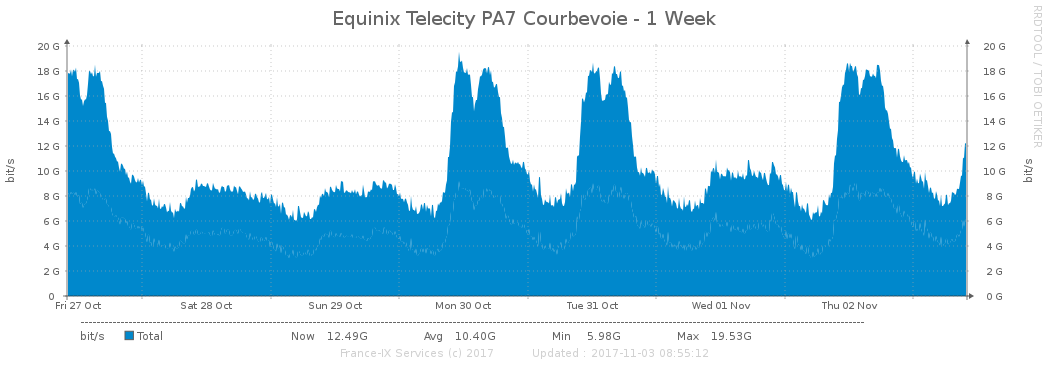 Equinix Telecity PA7 Courbevoie - 1 Week
RRDTOOL / TOBI OETIKER
bit/s
20 G 20 G
18 G 18 G
16 G 16 G
14 G 14 G
12 G 12 G
10 G 10 G
8 G 8 G
6 G 6 G
4 G 4 G
2 G 2 G
0 0 G
bit/s
Fri 27 Oct Sat 28 Oct Sun 29 Oct Mon 30 Oct Tue 31 Oct Wed 01 Nov Thu 02 Nov
bit/s Total Now 12.49G Avg 10.40G Min 5.98G Max 19.53G
France-IX Services (c) 2017 Updated : 2017-11-03 08:55:12